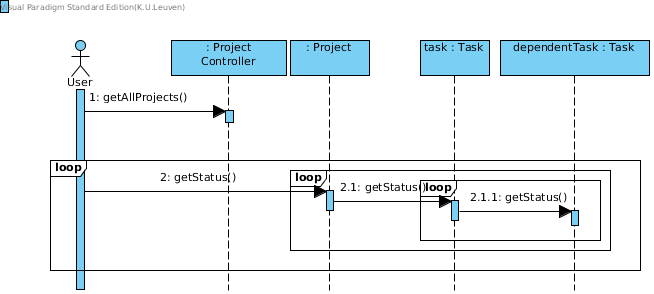 Visual Paradigm Standard Edition(K.U.Leuven)
: Project
Controller
: Project
task : Task
dependentTask : Task
User
1: getAllProjects()
loop
2: getStatus()
loop
2.1: getStatus()
loop
2.1.1: getStatus()